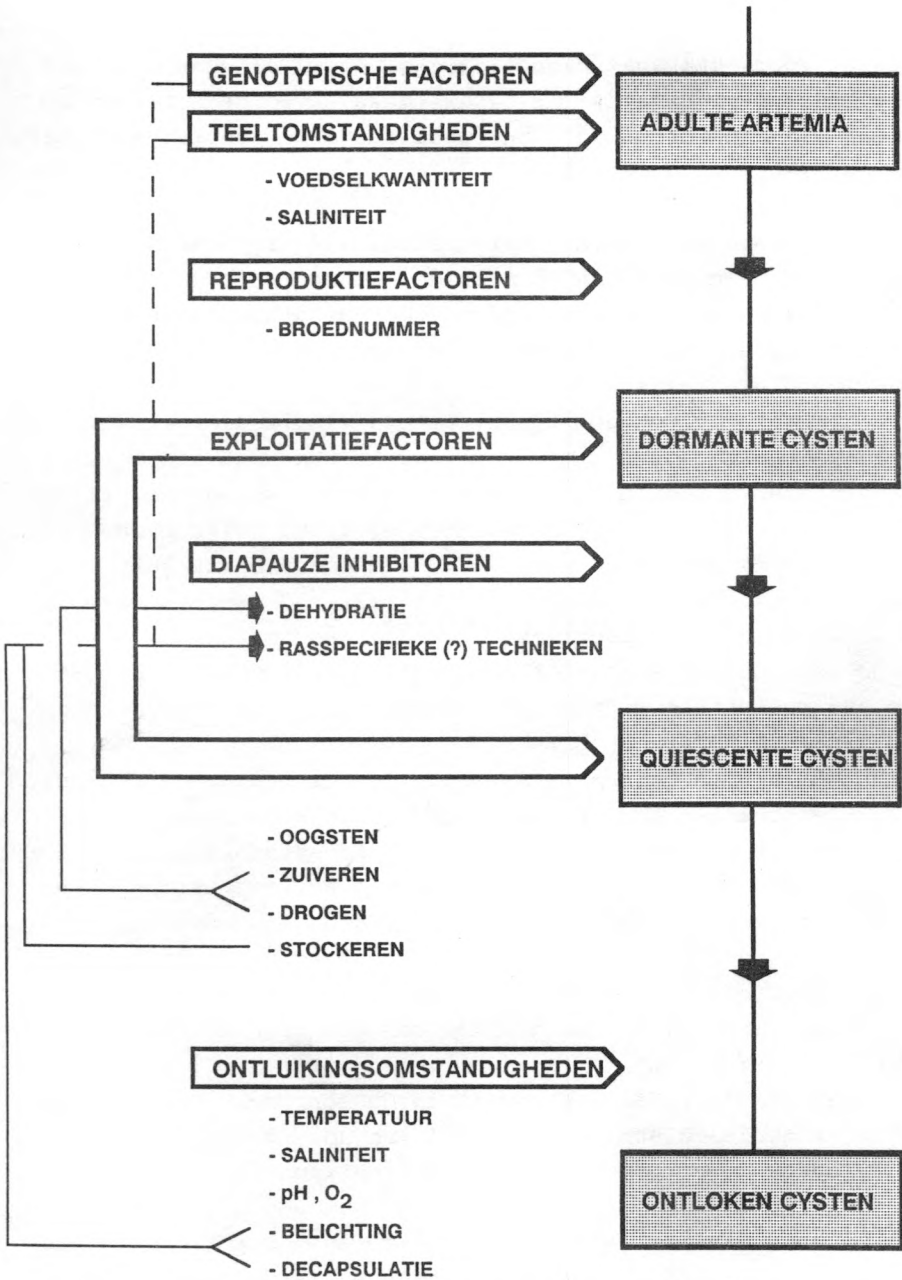 GENOTYPISCHE FACTOREN
TEELTOMSTANDIGHEDEN
ADULTE ARTEMIA
- VOEDSELKWANTITEIT
- SALINITEIT
REPRODUKTIEFACTOREN
- BROEDNUMMER
EXPLOITATIEFACTOREN
DORMANTE CYSTEN
DIAPAUZE INHIBITOREN
- DEHYDRATIE
- RASSPECIFIEKE (?) TECHNIEKEN
QUIESCENTE CYSTEN
- OOGSTEN
- ZUIVEREN
- DROGEN
- STOCKEREN
ONTLUIKINGSOMSTANDIGHEDEN
- TEMPERATUUR
- SALINITEIT
- pH , O2
ONTLOKEN CYSTEN
- BELICHTING
- DECAPSULATIE